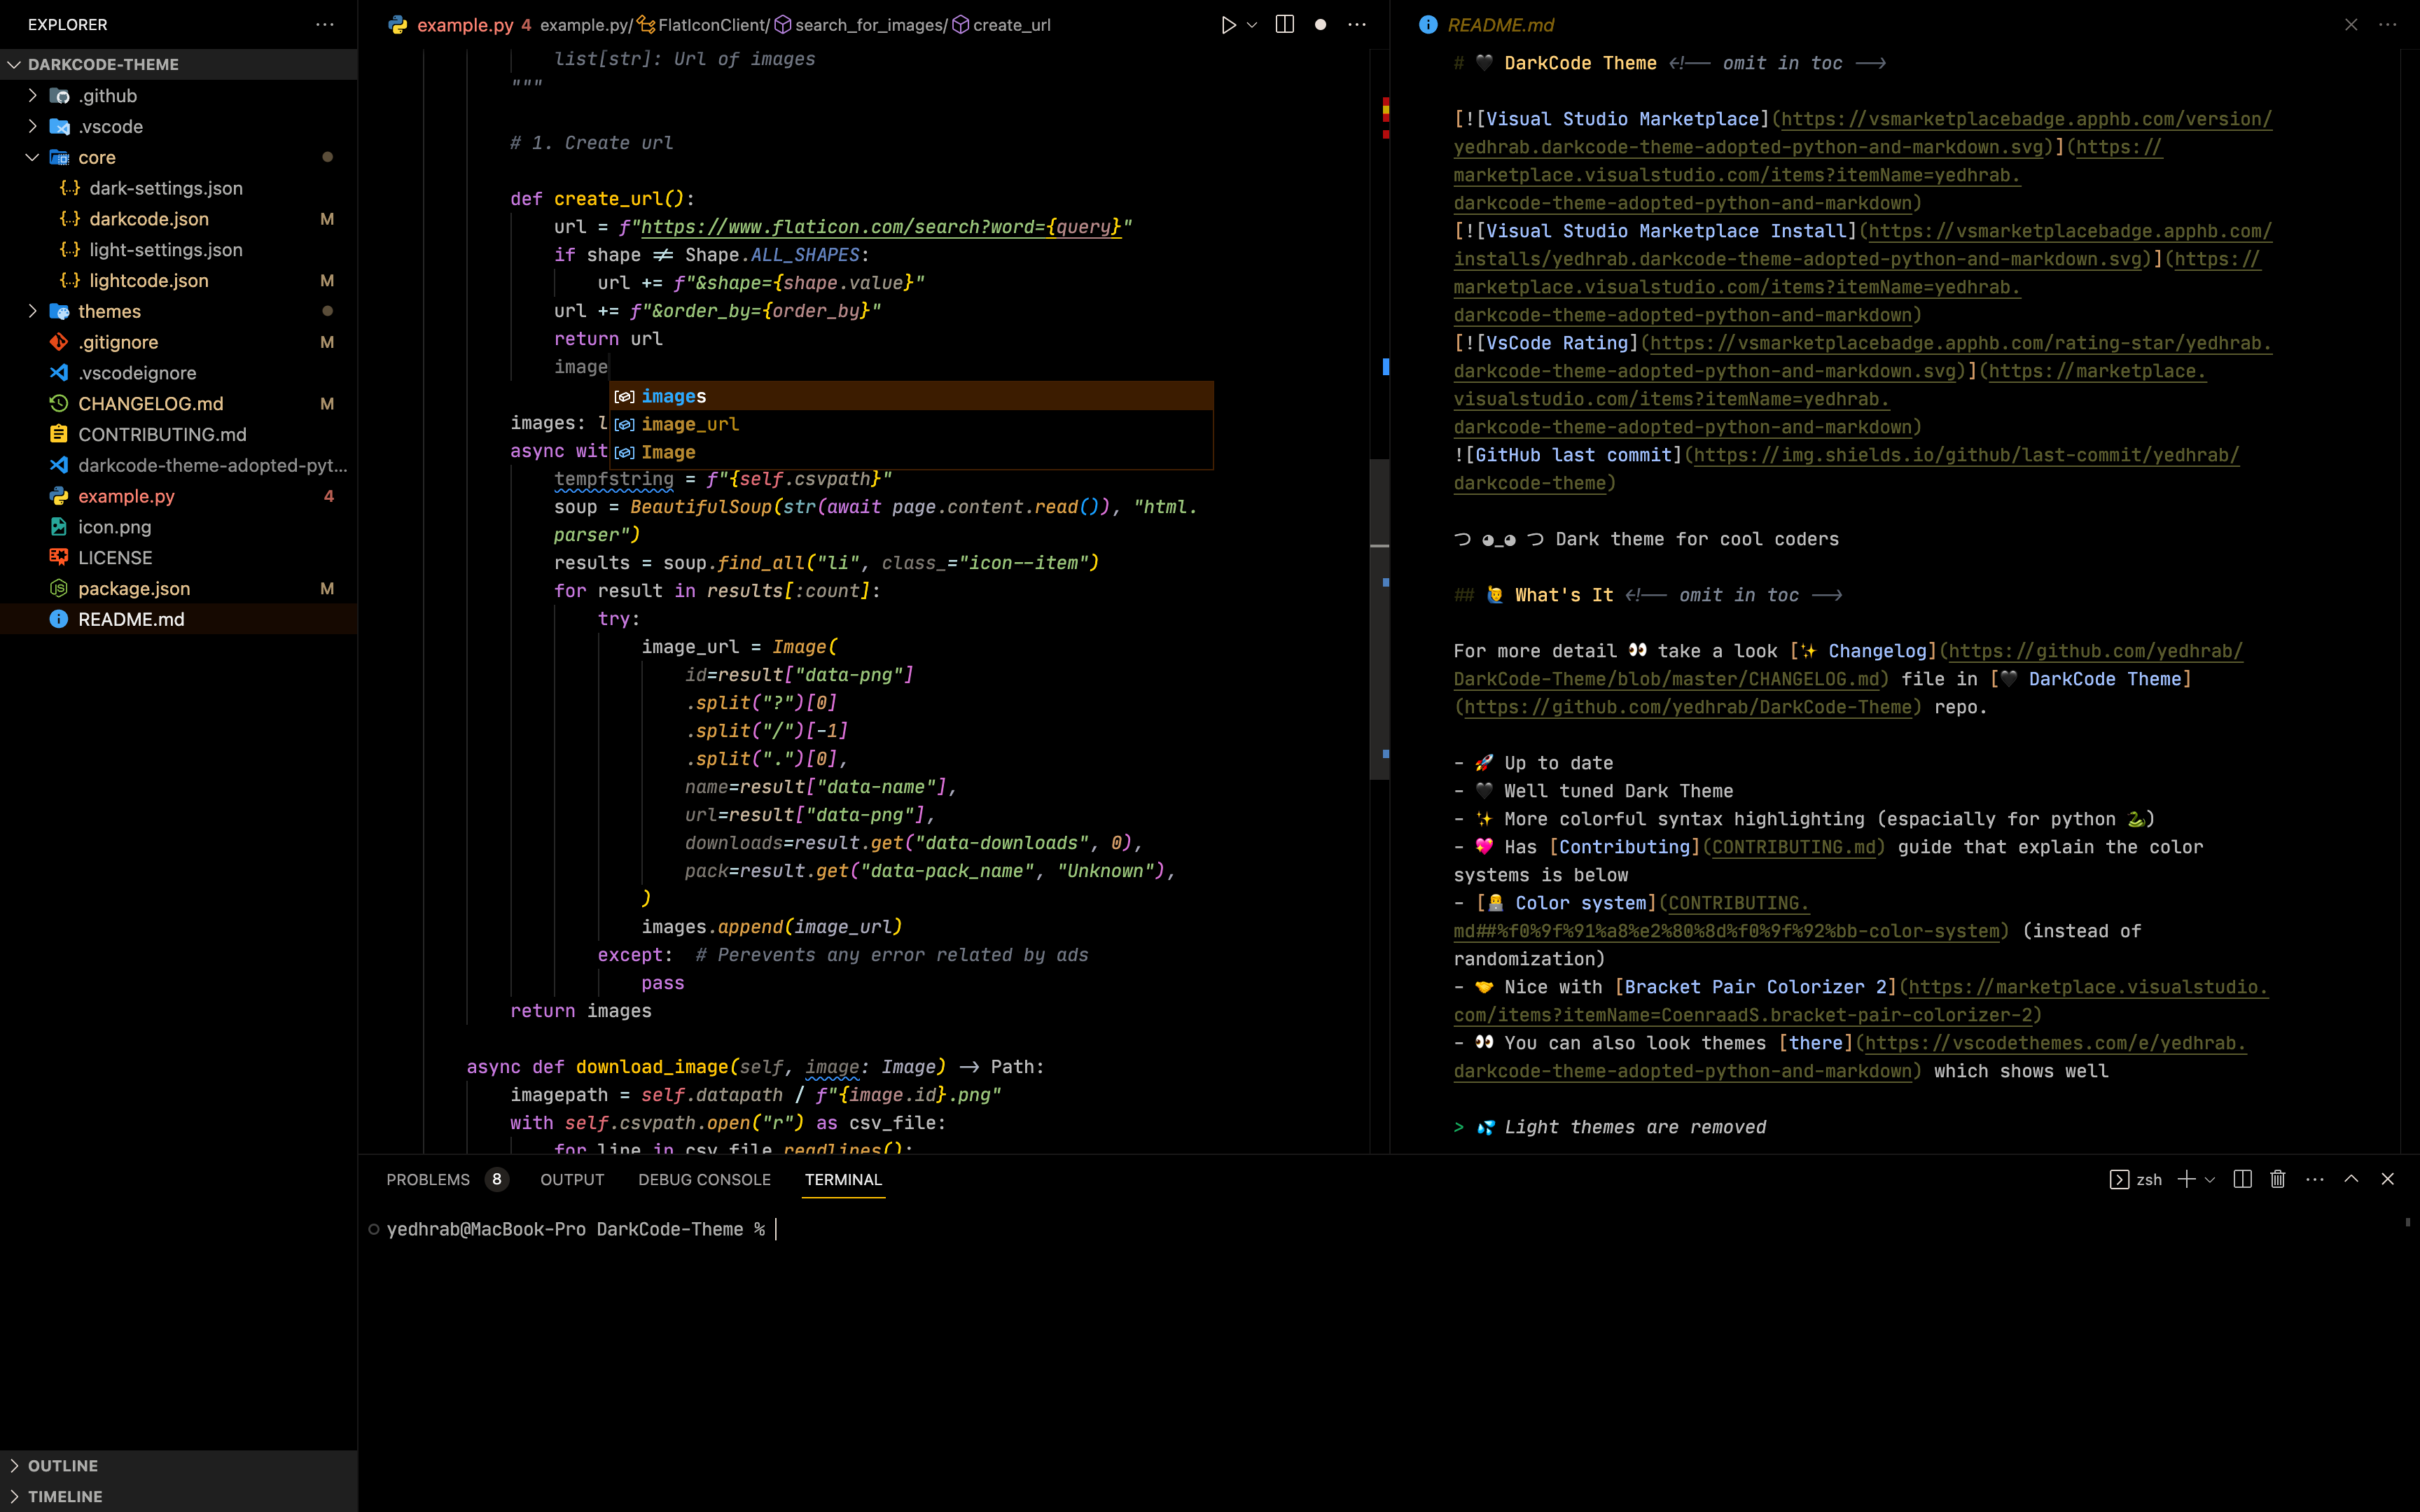 EXPLORER
DARKCODE-THEME
.github
.vscode
core
dark-settings.json
darkcode.json M
light-settings.json
lightcode.json M
themes
.gitignore M
.vscodeignore
CHANGELOG.md M
CONTRIBUTING.md
darkcode-theme-adopted-pyt...
example.py 4
icon.png
LICENSE
package.json M
README.md
OUTLINE
TIMELINE
example.py 4 example.py/ FlatIconClient/ search_for_images/ create_url
list[str]: Url of images
"""
# 1. Create url
def create_url():
url = f"https://www.flaticon.com/search?word={query}"
if shape != Shape.ALL_SHAPES:
url += f"&shape={shape.value}"
url += f"&order_by={order_by}"
return url
image
images
image_url
Image
images: l
async wit
tempfstring = f"{self.csvpath}"
soup = BeautifulSoup(str(await page.content.read()), "html.
parser")
results = soup.find_all("li", class_="icon--item")
for result in results[:count]:
try:
image_url = Image(
id=result["data-png"]
.split("?")[0]
.split("/")[-1]
.split(".")[0],
name=result["data-name"],
url=result["data-png"],
downloads=result.get("data-downloads", 0),
pack=result.get("data-pack_name", "Unknown"),
)
images.append(image_url)
except:  # Perevents any error related by ads
pass
return images
async def download_image(self, image: Image) -> Path:
imagepath = self.datapath / f"{image.id}.png"
with self.csvpath.open("r") as csv_file:
for line in csv_file.readlines():
README.md
# 🖤 DarkCode Theme <!-- omit in toc -->
[![Visual Studio Marketplace](https://vsmarketplacebadge.apphb.com/version/
yedhrab.darkcode-theme-adopted-python-and-markdown.svg)](https://
marketplace.visualstudio.com/items?itemName=yedhrab.
darkcode-theme-adopted-python-and-markdown)
[![Visual Studio Marketplace Install](https://vsmarketplacebadge.apphb.com/
installs/yedhrab.darkcode-theme-adopted-python-and-markdown.svg)](https://
marketplace.visualstudio.com/items?itemName=yedhrab.
darkcode-theme-adopted-python-and-markdown)
[![VsCode Rating](https://vsmarketplacebadge.apphb.com/rating-star/yedhrab.
darkcode-theme-adopted-python-and-markdown.svg)](https://marketplace.
visualstudio.com/items?itemName=yedhrab.
darkcode-theme-adopted-python-and-markdown)
![GitHub last commit](https://img.shields.io/github/last-commit/yedhrab/
darkcode-theme)
つ ◕_◕ つ Dark theme for cool coders
## 🙋‍♂️ What's It <!-- omit in toc -->
For more detail 👀 take a look [✨ Changelog](https://github.com/yedhrab/
DarkCode-Theme/blob/master/CHANGELOG.md) file in [🖤 DarkCode Theme]
(https://github.com/yedhrab/DarkCode-Theme) repo.
- 🚀 Up to date
- 🖤 Well tuned Dark Theme
- ✨ More colorful syntax highlighting (espacially for python 🐍)
- 💖 Has [Contributing](CONTRIBUTING.md) guide that explain the color
systems is below
- [👨‍💻 Color system](CONTRIBUTING.
md##%f0%9f%91%a8%e2%80%8d%f0%9f%92%bb-color-system) (instead of
randomization)
- 🤝 Nice with [Bracket Pair Colorizer 2](https://marketplace.visualstudio.
com/items?itemName=CoenraadS.bracket-pair-colorizer-2)
- 👀 You can also look themes [there](https://vscodethemes.com/e/yedhrab.
darkcode-theme-adopted-python-and-markdown) which shows well
> 💦 Light themes are removed
PROBLEMS 8 OUTPUT DEBUG CONSOLE TERMINAL
zsh
yedhrab@MacBook-Pro DarkCode-Theme %